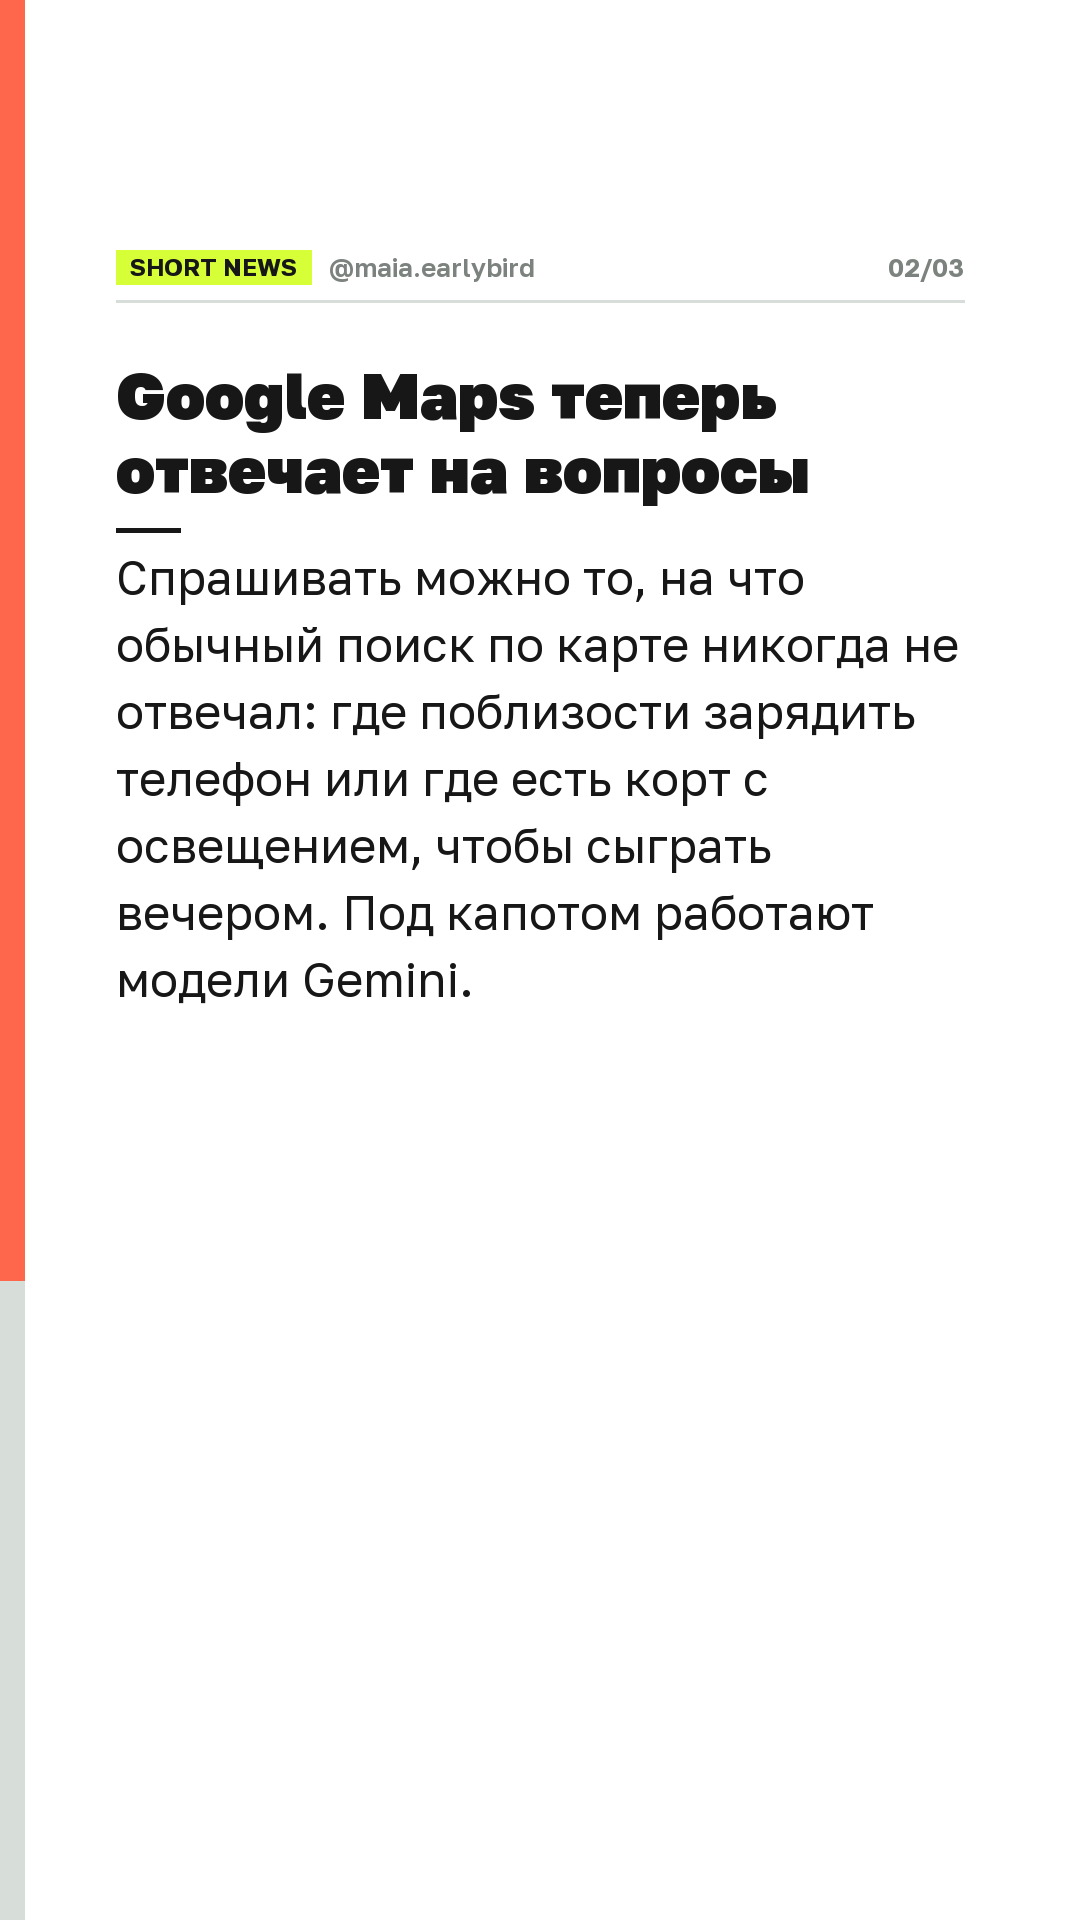 SHORT NEWS @maia.earlybird 02/03
Google Maps теперь
отвечает на вопросы
Спрашивать можно то, на что
обычный поиск по карте никогда не
отвечал: где поблизости зарядить
телефон или где есть корт с
освещением, чтобы сыграть
вечером. Под капотом работают
модели Gemini.